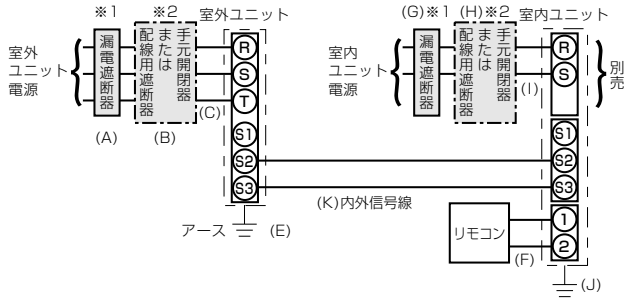 ※1
※2
室外ユニット
室外
ユニット
電源
漏電遮断器
手元開閉器
または
配線用遮断器
R
S
T
S1
S2
S3
(A)
(B)
(C)
アース
(E)
(G)※1
(H)※2
室内ユニット
室内
ユニット
電源
漏電遮断器
手元開閉器
または
配線用遮断器
R
S
別売
(I)
S1
S2
S3
(K)内外信号線
リモコン
1
2
(F)
(J)